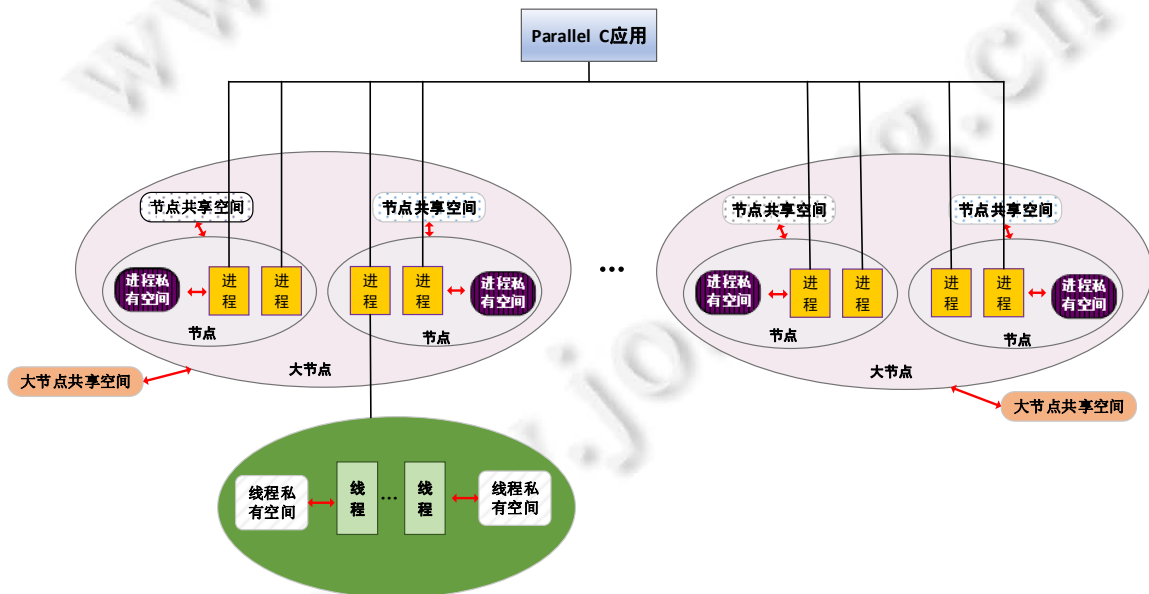 Parallel C应用
节点共享空间
节点共享空间
节点共享空间
节点共享空间
进程私
有空间
进
程
进
程
进
程
进
程
进程私
有空间
...
进程私
有空间
进
程
进
程
进
程
进
程
进程私
有空间
节点
节点
节点
节点
大节点
大节点
大节点共享空间
大节点共享空间
线程私
有空间
线
程
...
线
程
线程私
有空间